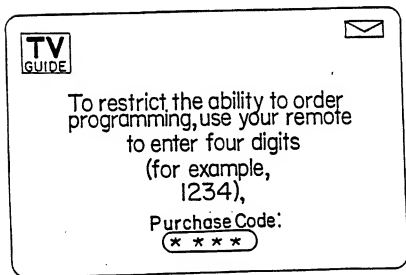 TV
GUIDE
To restrict the ability to order
programming, use your remote
to enter four digits
(for example,
1234),
Purchase Code:
* * * *